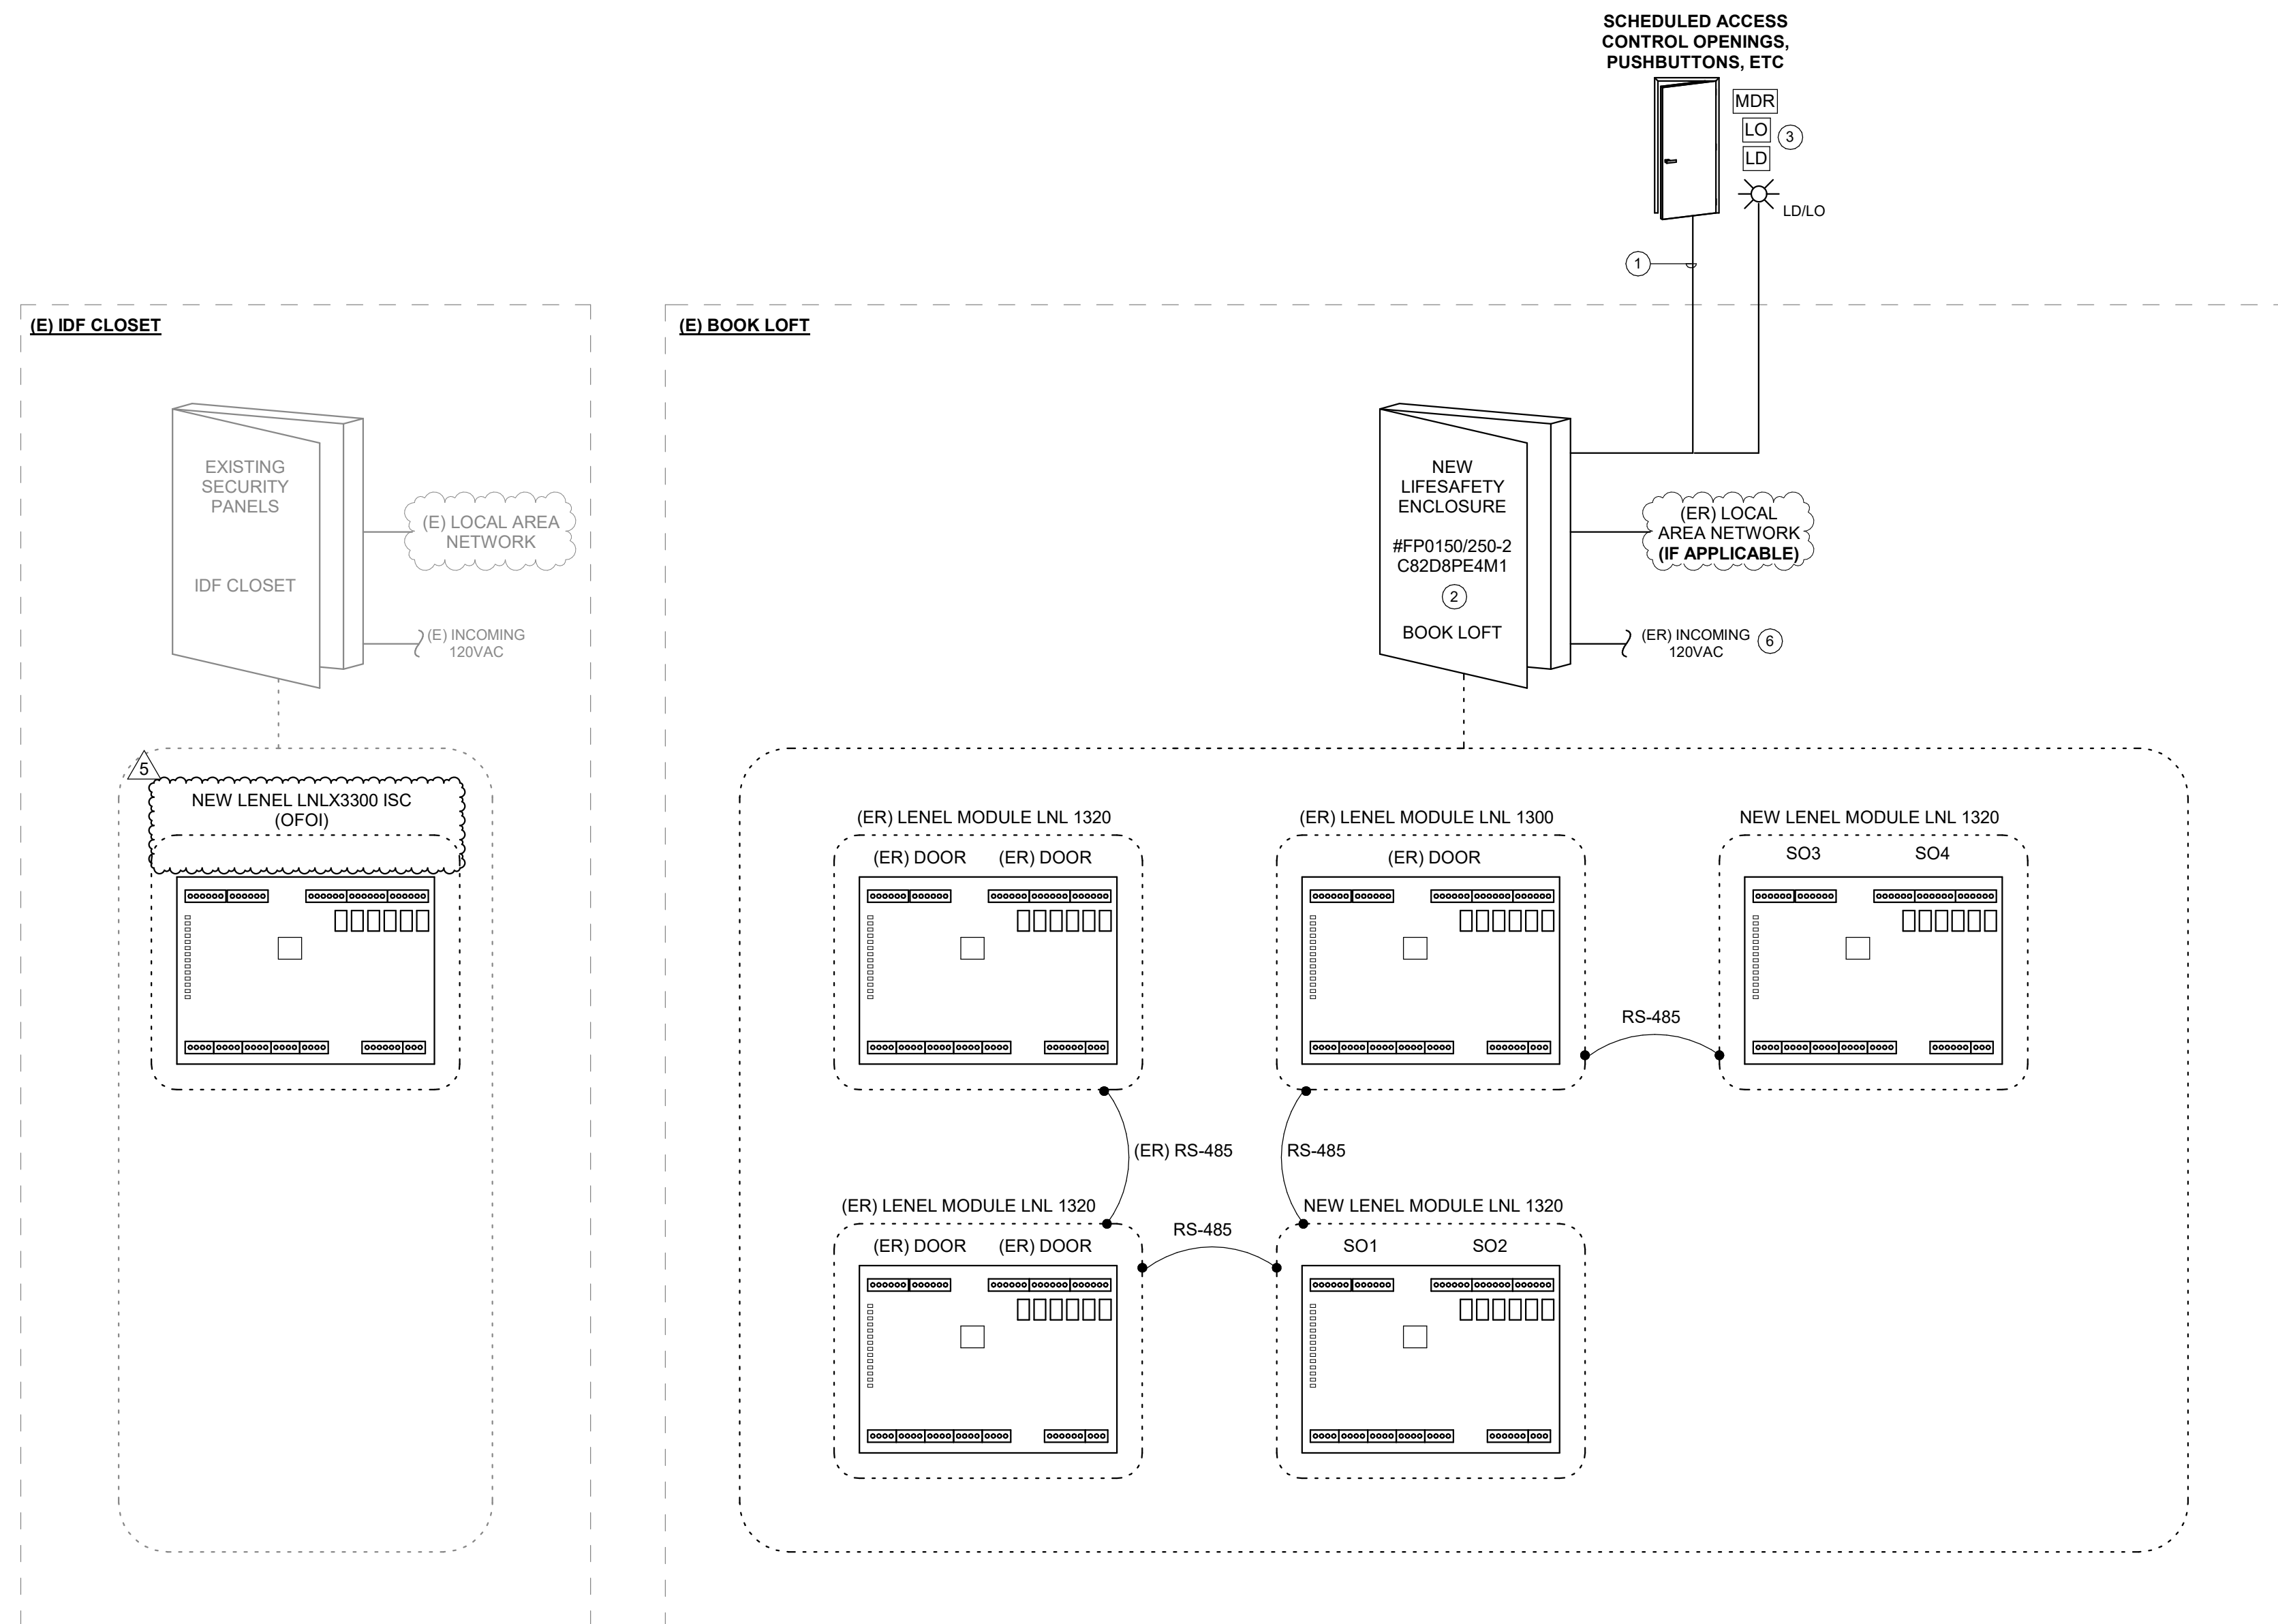 SCHEDULED ACCESS
CONTROL OPENINGS,
PUSHBUTTONS, ETC
MDR
LO
3
LD
LD/LO
1
(E) IDF CLOSET
(E) BOOK LOFT
EXISTING
SECURITY
PANELS
IDF CLOSET
(E) LOCAL AREA
NETWORK
(E) INCOMING
120VAC
NEW
LIFESAFETY
ENCLOSURE
#FP0150/250-2
C82D8PE4M1
2
BOOK LOFT
(ER) LOCAL
AREA NETWORK
(IF APPLICABLE)
(ER) INCOMING
120VAC
6
5
NEW LENEL LNLX3300 ISC
(OFOI)
(ER) LENEL MODULE LNL 1320
(ER) DOOR (ER) DOOR
(ER) LENEL MODULE LNL 1300
(ER) DOOR
NEW LENEL MODULE LNL 1320
SO3 SO4
RS-485
(ER) RS-485
RS-485
(ER) LENEL MODULE LNL 1320
(ER) DOOR (ER) DOOR
RS-485
NEW LENEL MODULE LNL 1320
SO1 SO2